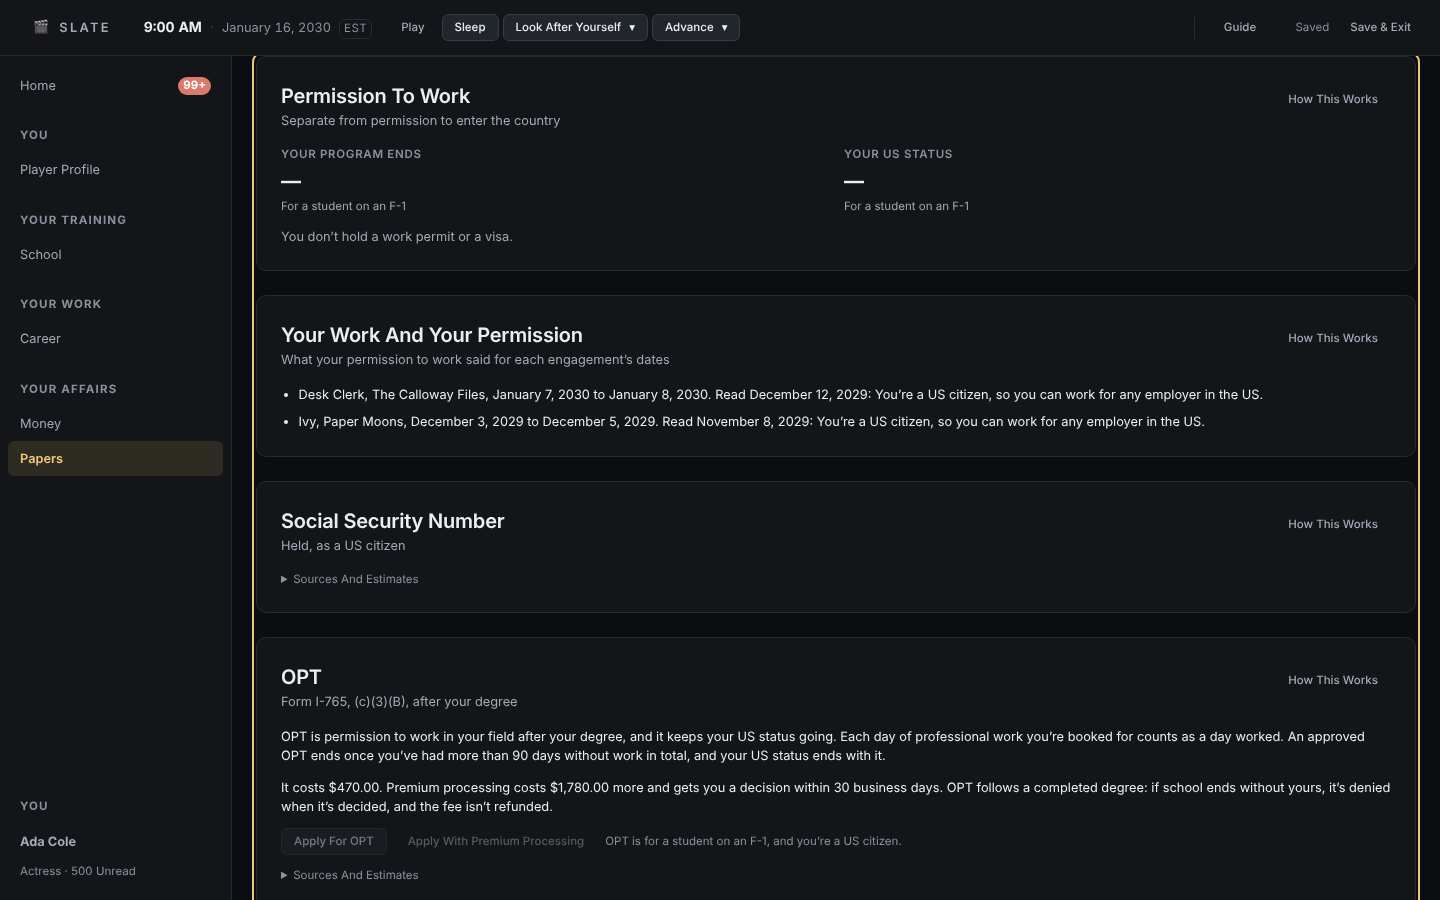 SLATE
9:00 AM · January 16, 2030 EST
Play
Sleep
Look After Yourself ▾
Advance ▾
Guide
Saved
Save & Exit
Home
99+
YOU
Player Profile
YOUR TRAINING
School
YOUR WORK
Career
YOUR AFFAIRS
Money
Papers
YOU
Ada Cole
Actress · 500 Unread
Permission To Work
How This Works
Separate from permission to enter the country
YOUR PROGRAM ENDS
—
For a student on an F-1
YOUR US STATUS
—
For a student on an F-1
You don’t hold a work permit or a visa.
Your Work And Your Permission
How This Works
What your permission to work said for each engagement’s dates
• Desk Clerk, The Calloway Files, January 7, 2030 to January 8, 2030. Read December 12, 2029: You’re a US citizen, so you can work for any employer in the US.
• Ivy, Paper Moons, December 3, 2029 to December 5, 2029. Read November 8, 2029: You’re a US citizen, so you can work for any employer in the US.
Social Security Number
How This Works
Held, as a US citizen
▶ Sources And Estimates
OPT
How This Works
Form I-765, (c)(3)(B), after your degree
OPT is permission to work in your field after your degree, and it keeps your US status going. Each day of professional work you’re booked for counts as a day worked. An approved
OPT ends once you’ve had more than 90 days without work in total, and your US status ends with it.
It costs $470.00. Premium processing costs $1,780.00 more and gets you a decision within 30 business days. OPT follows a completed degree: if school ends without yours, it’s denied
when it’s decided, and the fee isn’t refunded.
Apply For OPT
Apply With Premium Processing
OPT is for a student on an F-1, and you’re a US citizen.
▶ Sources And Estimates